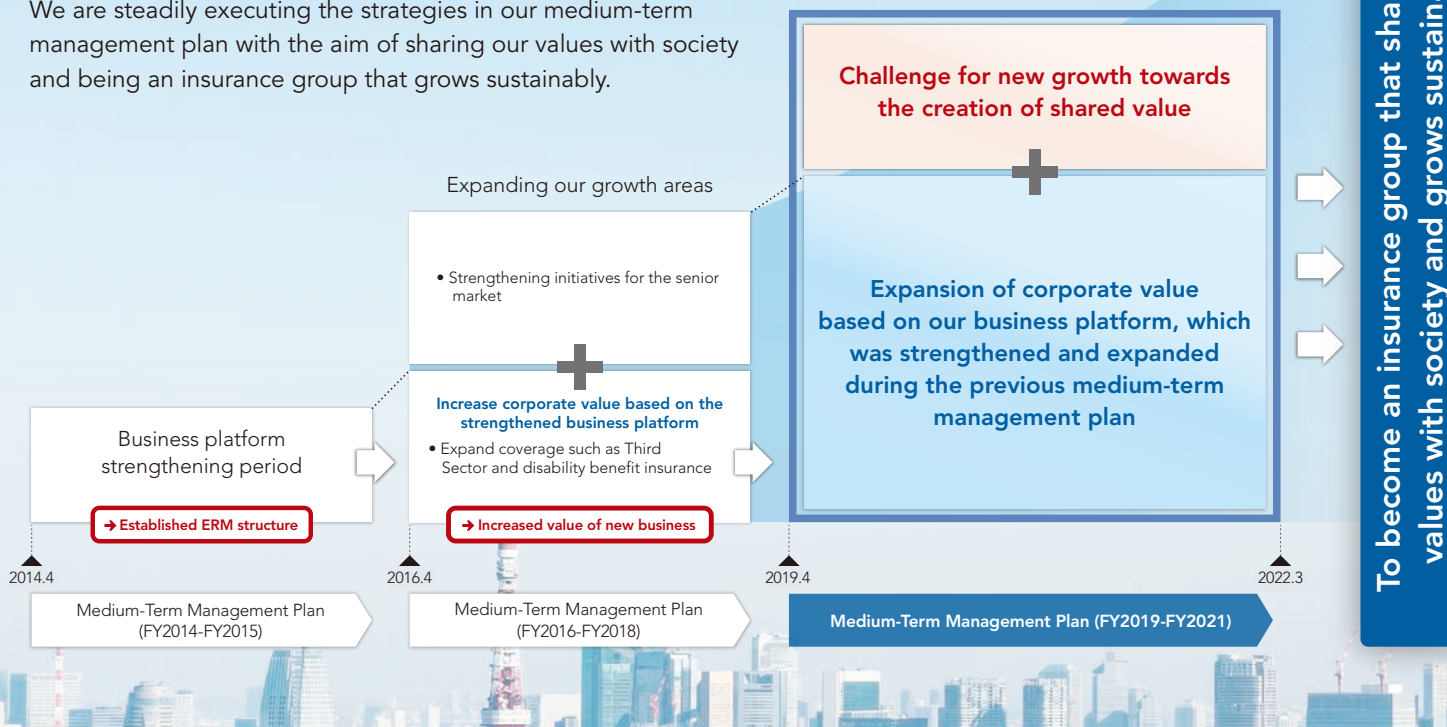 We are steadily executing the strategies in our medium-term
management plan with the aim of sharing our values with society
and being an insurance group that grows sustainably.
Challenge for new growth towards
the creation of shared value
Expanding our growth areas
• Strengthening initiatives for the senior
market
Expansion of corporate value
based on our business platform, which
was strengthened and expanded
during the previous medium-term
management plan
Increase corporate value based on the
strengthened business platform
• Expand coverage such as Third
Sector and disability benefit insurance
Business platform
strengthening period
→ Established ERM structure
→ Increased value of new business
2014.4
2016.4
2019.4
2022.3
Medium-Term Management Plan
(FY2014-FY2015)
Medium-Term Management Plan
(FY2016-FY2018)
Medium-Term Management Plan (FY2019-FY2021)
To become an insurance group that
values with society and grows